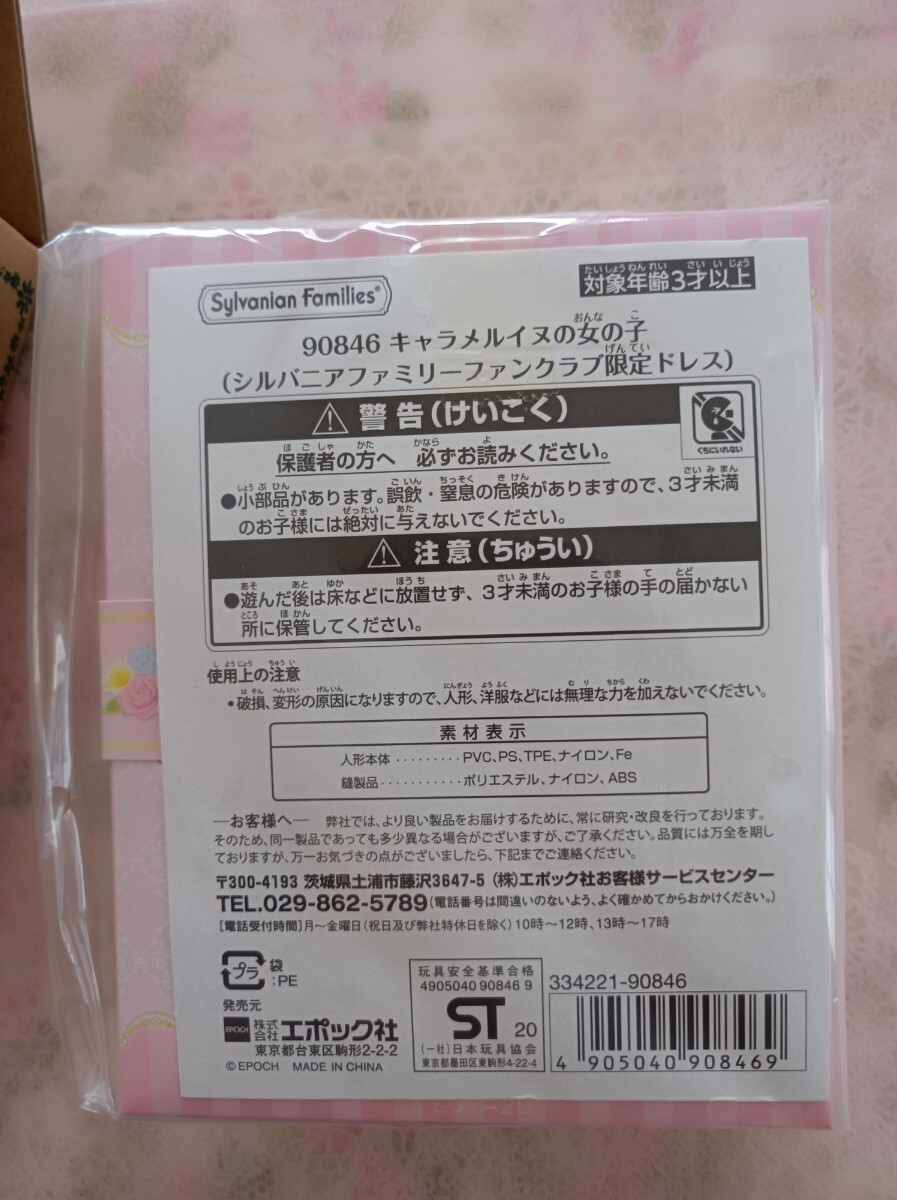 Sylvanian Families®
対象年齢3才以上
90846 キャラメルイヌの女の子
(シルバニアファミリーファンクラブ限定ドレス)
警告(けいこく)
くちにいれない
保護者の方へ 必ずお読みください。
●小部品があります。誤飲・窒息の危険がありますので、3才未満
のお子様には絶対に与えないでください。
注意(ちゅうい)
●遊んだ後は床などに放置せず、3才未満のお子様の手の届かない
所に保管してください。
使用上の注意
•破損、変形の原因になりますので、人形、洋服などには無理な力を加えないでください。
素材表示
人形本体 ・・・・・・・・・ PVC、PS、TPE、ナイロン、Fe
縫製品 ・・・・・・・・・・・ ポリエステル、ナイロン、ABS
―お客様へ― 弊社では、より良い製品をお届けするために、常に研究・改良を行っております。
そのため、同一製品であっても多少異なる場合がございますが、ご了承ください。品質には万全を期し
ておりますが、万一お気づきの点がございましたら、下記までご連絡ください。
〒300-4193 茨城県土浦市藤沢3647-5 (株)エポック社お客様サービスセンター
TEL.029-862-5789(電話番号は間違いのないよう、よく確かめてからおかけください。)
[電話受付時間]月〜金曜日(祝日及び弊社特休日を除く)10時〜12時、13時〜17時
プラ 袋:PE
発売元
EPOCH 株式会社エポック社
東京都台東区駒形2-2-2
©EPOCH MADE IN CHINA
玩具安全基準合格
4905040 90846 9
ST 20
(一社)日本玩具協会
東京都墨田区東駒形4-22-4
334221-90846
4 905040 908469